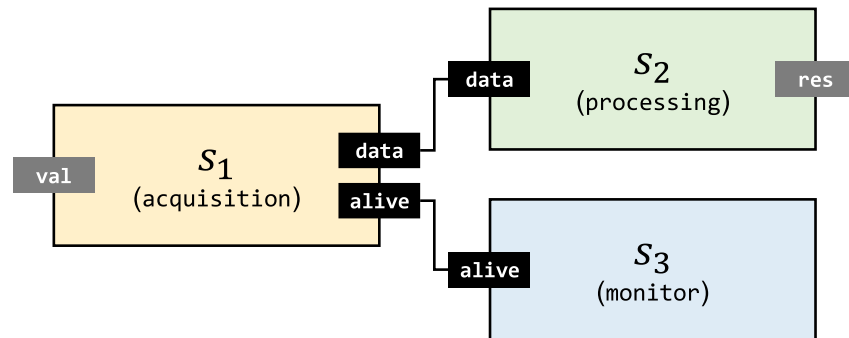 val
s₁
(acquisition)
data
alive
data
s₂
(processing)
res
alive
s₃
(monitor)